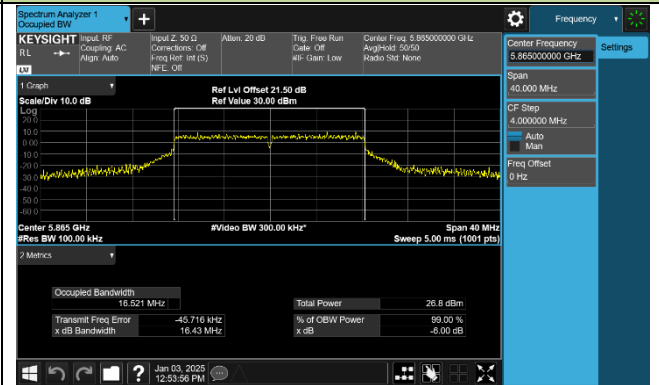 Spectrum Analyzer 1
Occupied BW
Frequency
KEYSIGHT
RL
LXI
Input: RF
Coupling: AC
Align: Auto
Input Z: 50 Ω
Corrections: Off
Freq Ref: Int (S)
NFE: Off
Atten: 20 dB
Trig: Free Run
Gate: Off
#IF Gain: Low
Center Freq: 5.865000000 GHz
Avg|Hold: 50/50
Radio Std: None
Center Frequency
5.865000000 GHz
Settings
Span
40.000 MHz
CF Step
4.000000 MHz
Auto
Man
Freq Offset
0 Hz
1 Graph
Scale/Div 10.0 dB
Ref Lvl Offset 21.50 dB
Ref Value 30.00 dBm
Log
20.0
10.0
0.00
-10.0
-20.0
-30.0
-40.0
-50.0
-60.0
Center 5.865 GHz
#Res BW 100.00 kHz
#Video BW 300.00 kHz*
Span 40 MHz
Sweep 5.00 ms (1001 pts)
2 Metrics
Occupied Bandwidth
16.521 MHz
Total Power 26.8 dBm
Transmit Freq Error -45.716 kHz
% of OBW Power 99.00 %
x dB Bandwidth 16.43 MHz
x dB -6.00 dB
?
Jan 03, 2025
12:53:56 PM